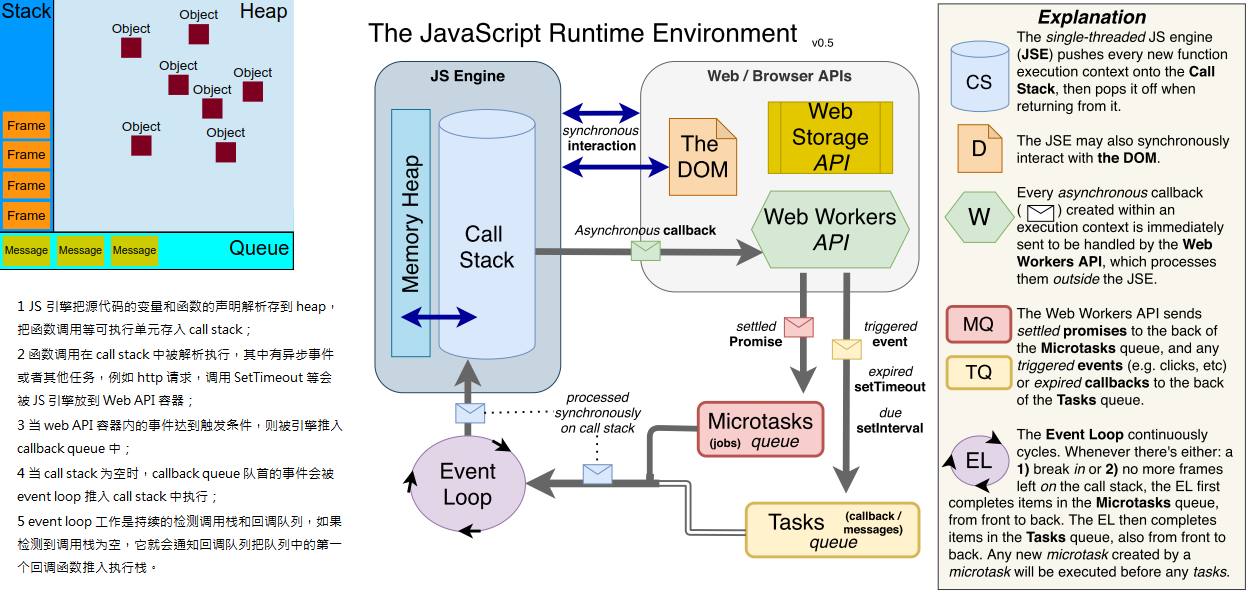 Stack
Heap
Object
Object
Object
Object
Object
Object
Object
Frame
Frame
Frame
Frame
Message
Message
Message
Queue
1 JS 引擎把源代码的变量和函数的声明解析存到 heap，
把函数调用等可执行单元存入 call stack；
2 函数调用在 call stack 中被解析执行，其中有异步事件
或者其他任务，例如 http 请求，调用 SetTimeout 等会
被 JS 引擎放到 Web API 容器；
3 当 web API 容器内的事件达到触发条件，则被引擎推入
callback queue 中；
4 当 call stack 为空时，callback queue 队首的事件会被
event loop 推入 call stack 中执行；
5 event loop 工作是持续的检测调用栈和回调队列，如果
检测到调用栈为空，它就会通知回调队列把队列中的第一
个回调函数推入执行栈。
The JavaScript Runtime Environment v0.5
JS Engine
Memory Heap
Call
Stack
synchronous
interaction
Web / Browser APIs
The
DOM
Web
Storage
API
Asynchronous callback
Web Workers
API
settled
Promise
triggered
event
expired
setTimeout
due
setInterval
processed
synchronously
on call stack
Event
Loop
Microtasks
(jobs) queue
Tasks (callback /
messages)
queue
Explanation
CS
The single-threaded JS engine
(JSE) pushes every new function
execution context onto the Call
Stack, then pops it off when
returning from it.
D
The JSE may also synchronously
interact with the DOM.
W
Every asynchronous callback
( ) created within an
execution context is immediately
sent to be handled by the Web
Workers API, which processes
them outside the JSE.
MQ
TQ
The Web Workers API sends
settled promises to the back of
the Microtasks queue, and any
triggered events (e.g. clicks, etc)
or expired callbacks to the back
of the Tasks queue.
EL
The Event Loop continuously
cycles. Whenever there's either: a
1) break in or 2) no more frames
left on the call stack, the EL first
completes items in the Microtasks queue,
from front to back. The EL then completes
items in the Tasks queue, also from front to
back. Any new microtask created by a
microtask will be executed before any tasks.